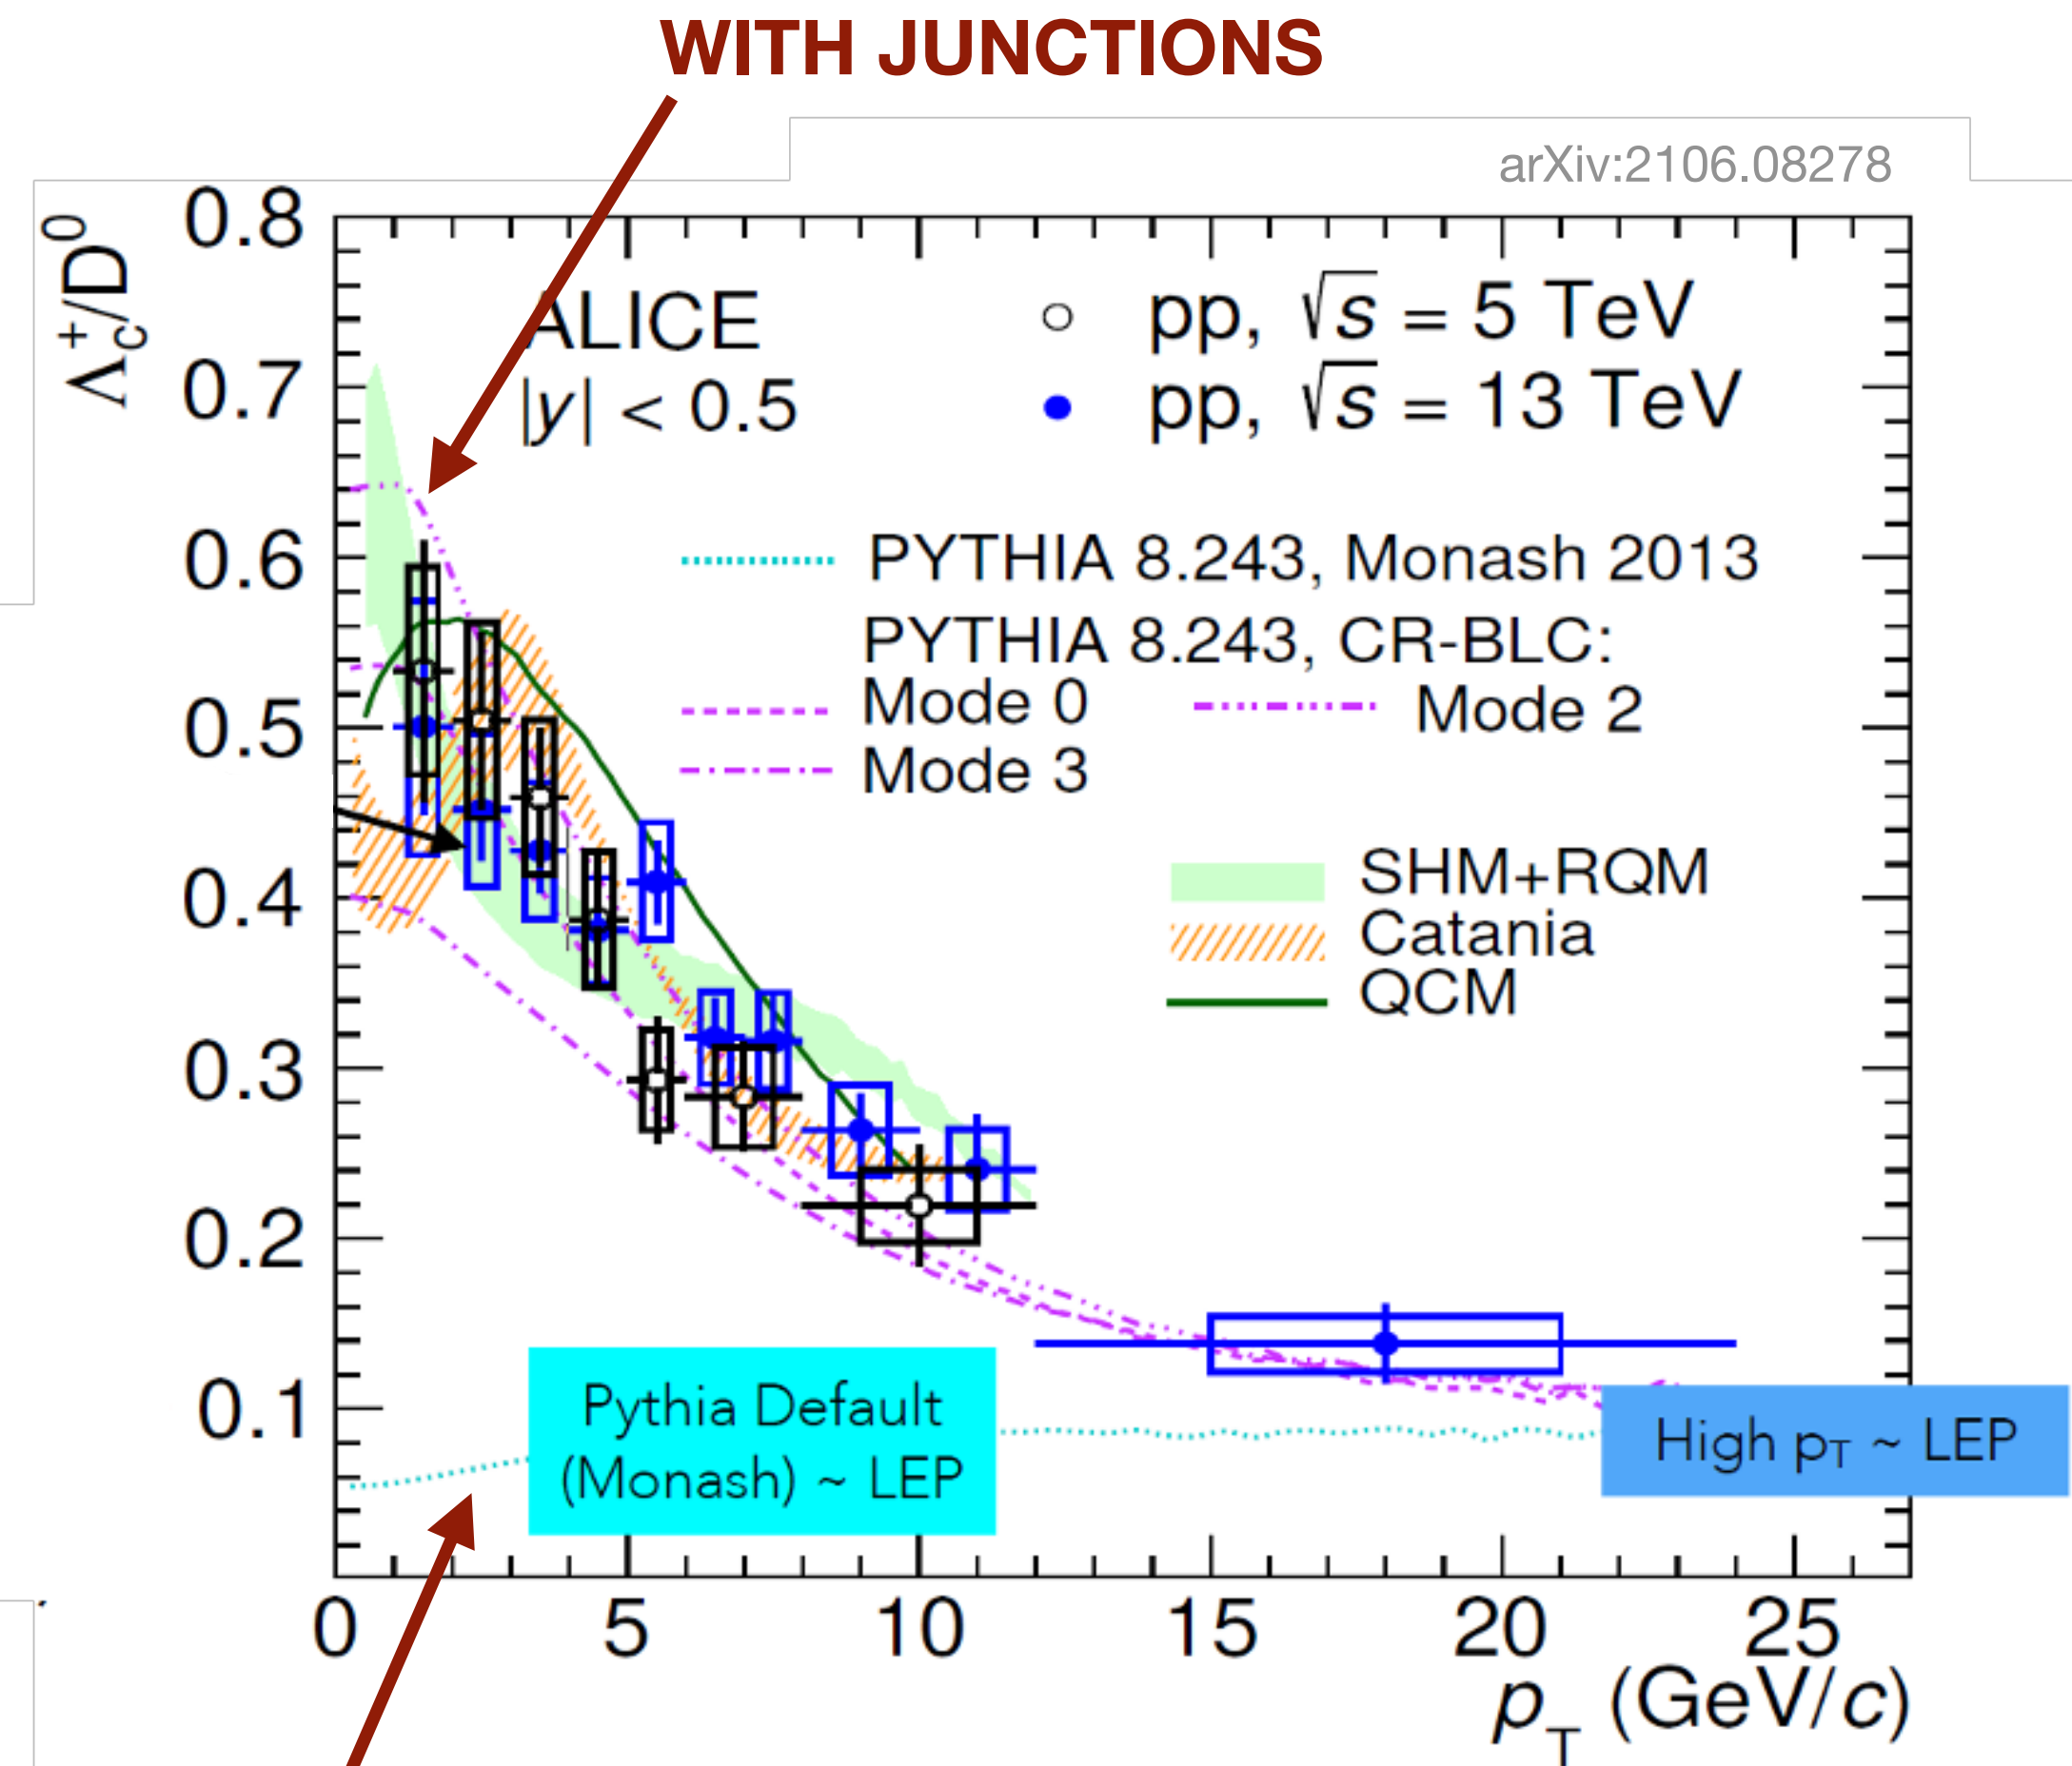 WITH JUNCTIONS
arXiv:2106.08278
Λc+/D0
0.8
0.7
0.6
0.5
0.4
0.3
0.2
0.1
ALICE
|y| < 0.5
pp, √s = 5 TeV
pp, √s = 13 TeV
PYTHIA 8.243, Monash 2013
PYTHIA 8.243, CR-BLC:
Mode 0
Mode 2
Mode 3
SHM+RQM
Catania
QCM
Pythia Default
(Monash) ~ LEP
High pT ~ LEP
0 5 10 15 20 25
pT (GeV/c)